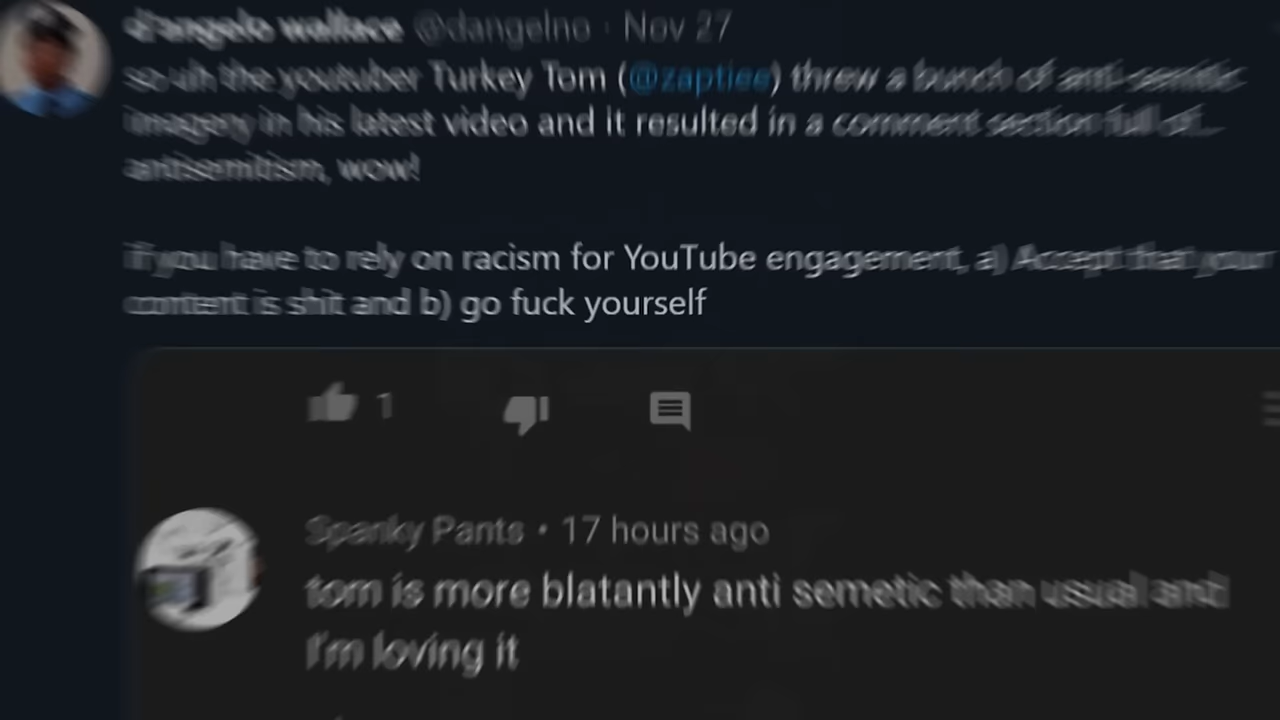 d'angelo wallace @dangelno · Nov 27
so uh the youtuber Turkey Tom (@zaptiee) threw a bunch of anti-semitic
imagery in his latest video and it resulted in a comment section full of...
antisemitism, wow!
if you have to rely on racism for YouTube engagement, a) Accept that your
content is shit and b) go fuck yourself
1
Spanky Pants • 17 hours ago
tom is more blatantly anti semetic than usual and
I'm loving it